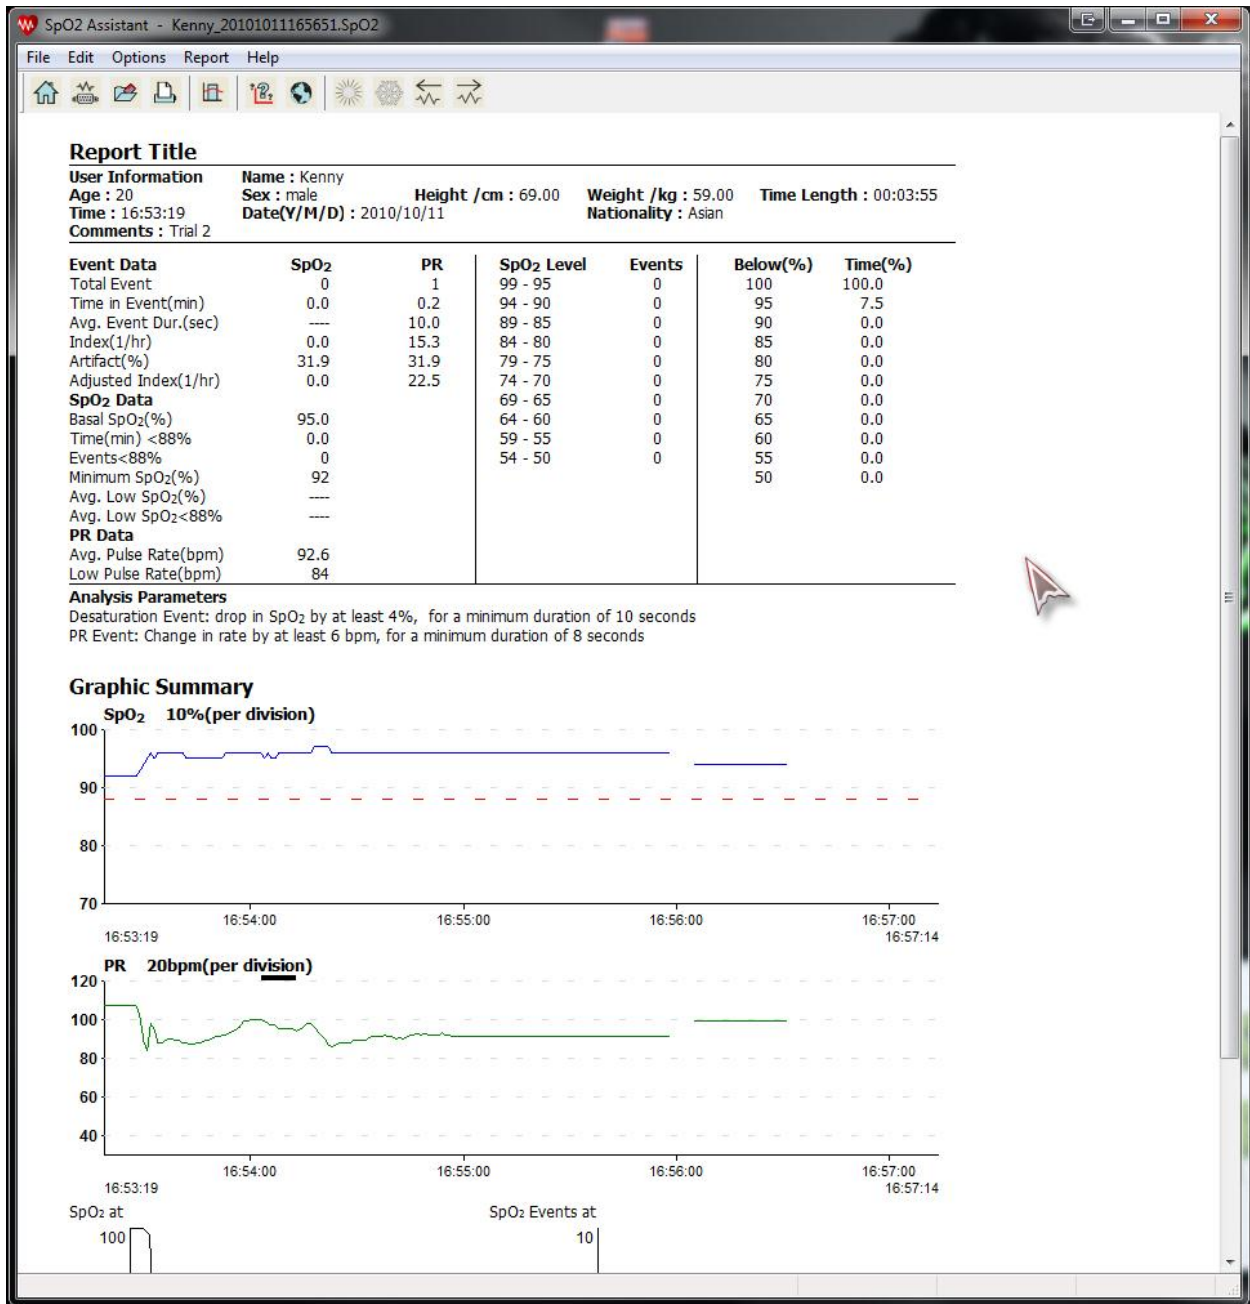 SpO2 Assistant - Kenny_20101011165651.SpO2
File Edit Options Report Help
Report Title
User Information Name : Kenny
Age : 20 Sex : male Height /cm : 69.00 Weight /kg : 59.00 Time Length : 00:03:55
Time : 16:53:19 Date(Y/M/D) : 2010/10/11 Nationality : Asian
Comments : Trial 2
Event Data SpO2 PR SpO2 Level Events Below(%) Time(%)
Total Event 0 1 99 - 95 0 100 100.0
Time in Event(min) 0.0 0.2 94 - 90 0 95 7.5
Avg. Event Dur.(sec) ---- 10.0 89 - 85 0 90 0.0
Index(1/hr) 0.0 15.3 84 - 80 0 85 0.0
Artifact(%) 31.9 31.9 79 - 75 0 80 0.0
Adjusted Index(1/hr) 0.0 22.5 74 - 70 0 75 0.0
SpO2 Data 69 - 65 0 70 0.0
Basal SpO2(%) 95.0 64 - 60 0 65 0.0
Time(min) <88% 0.0 59 - 55 0 60 0.0
Events<88% 0 54 - 50 0 55 0.0
Minimum SpO2(%) 92 50 0.0
Avg. Low SpO2(%) ----
Avg. Low SpO2<88% ----
PR Data
Avg. Pulse Rate(bpm) 92.6
Low Pulse Rate(bpm) 84
Analysis Parameters
Desaturation Event: drop in SpO2 by at least 4%, for a minimum duration of 10 seconds
PR Event: Change in rate by at least 6 bpm, for a minimum duration of 8 seconds
Graphic Summary
SpO2 10%(per division)
100
90
80
70
16:54:00 16:55:00 16:56:00 16:57:00
16:53:19 16:57:14
PR 20bpm(per division)
120
100
80
60
40
16:54:00 16:55:00 16:56:00 16:57:00
16:53:19 16:57:14
SpO2 at SpO2 Events at
100 10